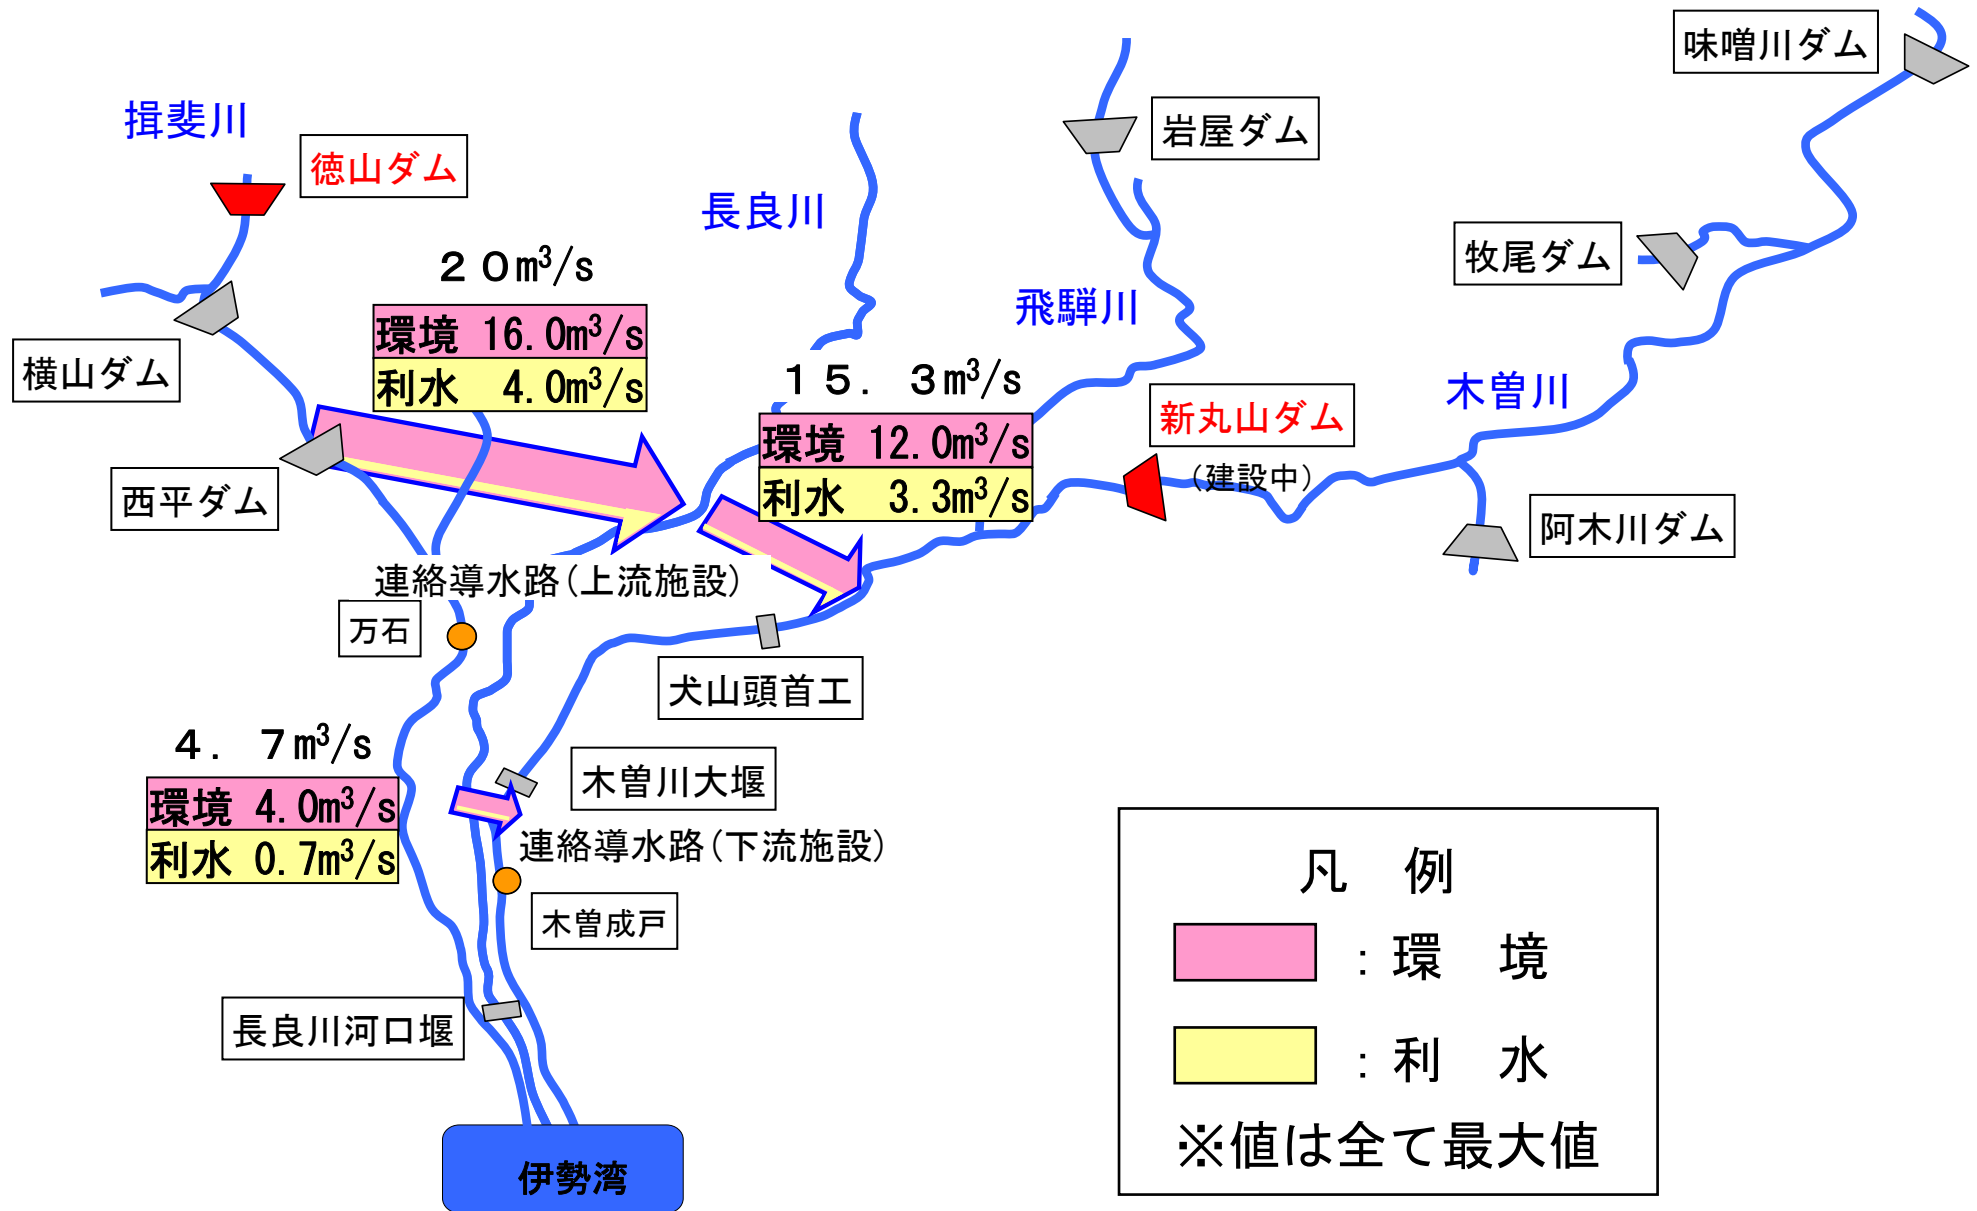 味噌川ダム
揖斐川
岩屋ダム
徳山ダム
長良川
牧尾ダム
20m³/s
環境 16.0m³/s
利水 4.0m³/s
飛騨川
横山ダム
15.3m³/s
環境 12.0m³/s
利水 3.3m³/s
新丸山ダム
(建設中)
木曽川
西平ダム
阿木川ダム
連絡導水路(上流施設)
万石
犬山頭首工
4.7m³/s
環境 4.0m³/s
利水 0.7m³/s
木曽川大堰
連絡導水路(下流施設)
木曽成戸
長良川河口堰
伊勢湾
凡 例
:環 境
:利 水
※値は全て最大値